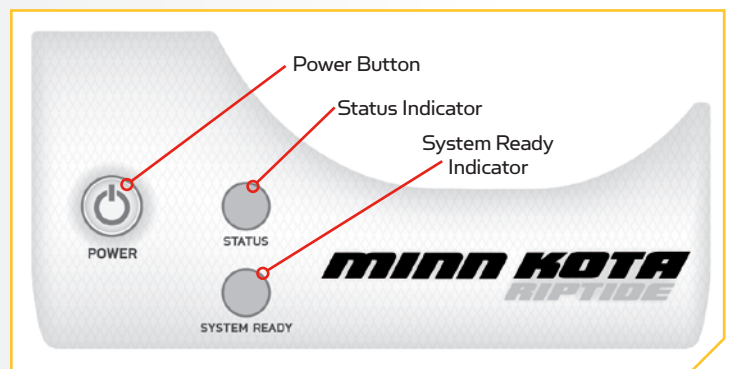 Power Button
Status Indicator
System Ready
Indicator
POWER
STATUS
SYSTEM READY
MINN KOTA
RIPTIDE